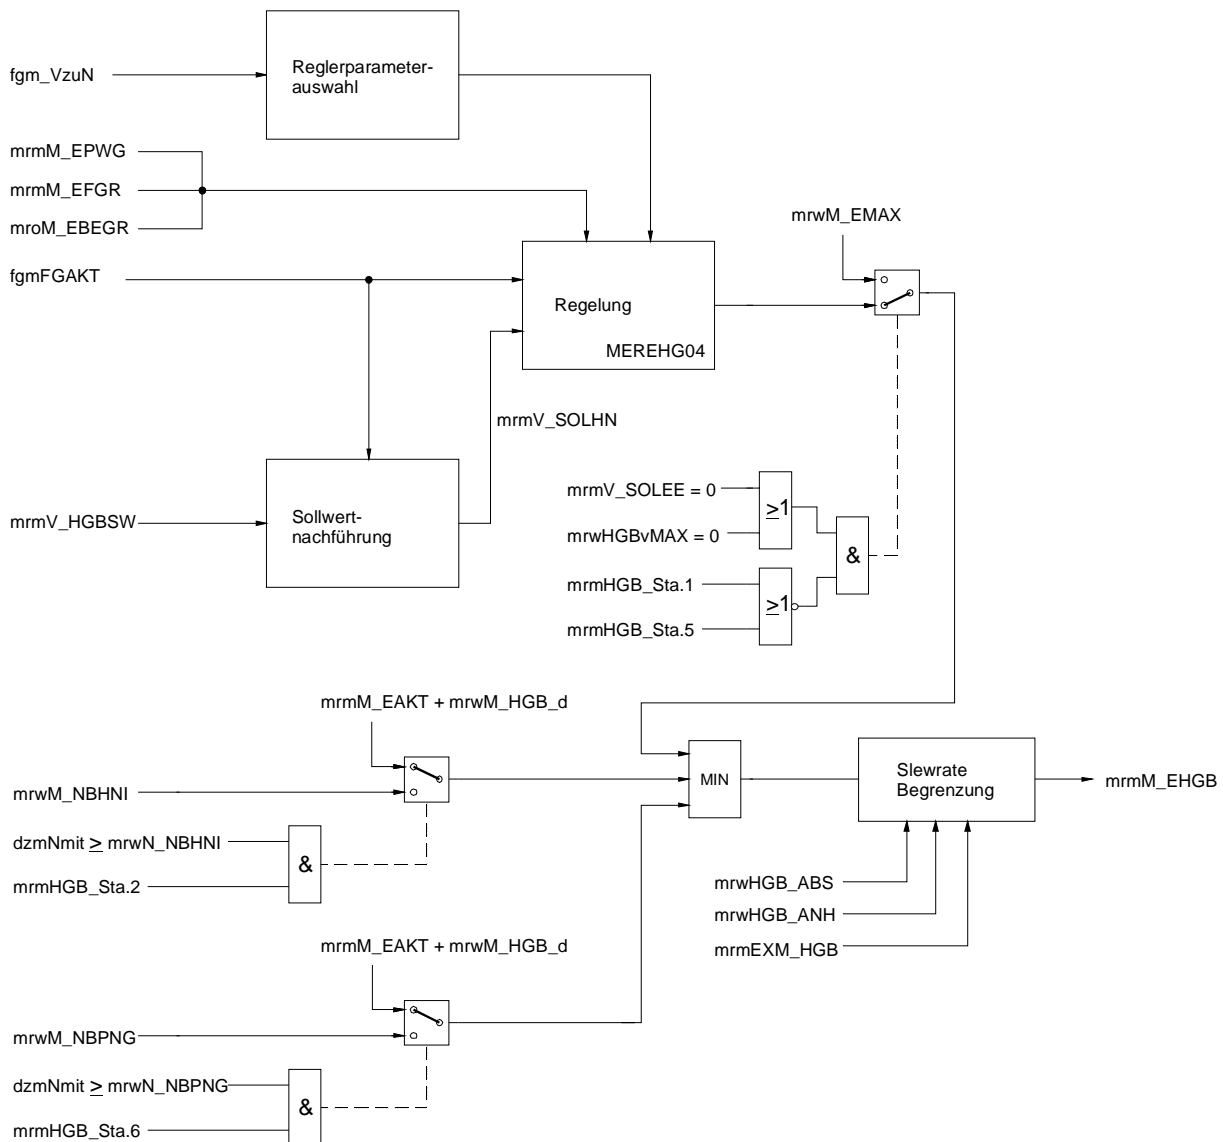 Reglerparameter-
auswahl
fgm_VzuN
mrmM_EPWG
mrmM_EFGR
mroM_EBEGR
mrwM_EMAX
fgmFGAKT
Regelung
MEREHG04
mrmV_SOLHN
mrmV_HGBSW
Sollwert-
nachführung
mrmV_SOLEE = 0
≥1
mrwHGBvMAX = 0
&
mrmHGB_Sta.1
≥1
mrmHGB_Sta.5
mrmM_EAKT + mrwM_HGB_d
mrwM_NBHNI
MIN
Slewrate
Begrenzung
mrmM_EHGB
dzmNmit ≥ mrwN_NBHNI
&
mrmHGB_Sta.2
mrwHGB_ABS
mrwHGB_ANH
mrmEXM_HGB
mrmM_EAKT + mrwM_HGB_d
mrwM_NBPNG
dzmNmit ≥ mrwN_NBPNG
&
mrmHGB_Sta.6